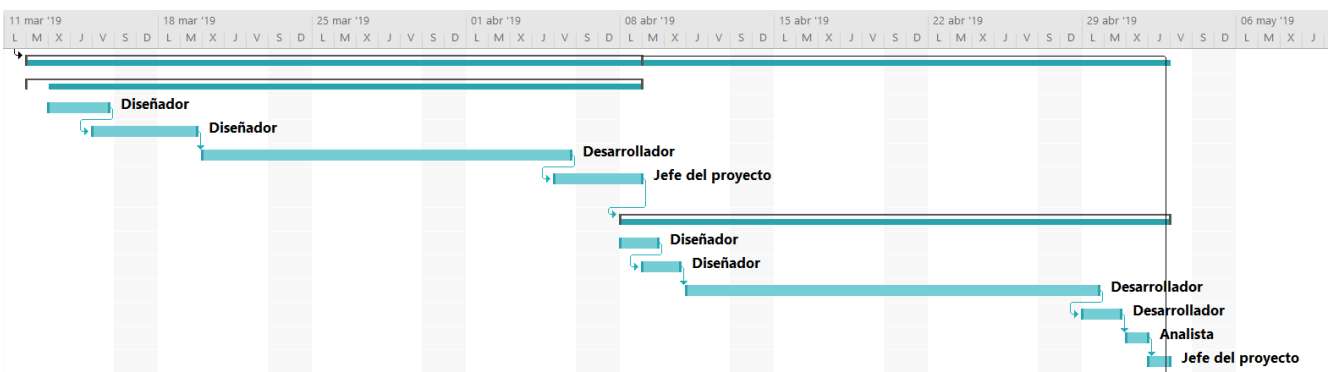 11 mar '19 18 mar '19 25 mar '19 01 abr '19 08 abr '19 15 abr '19 22 abr '19 29 abr '19 06 may '19
L M X J V S D L M X J V S D L M X J V S D L M X J V S D L M X J V S D L M X J V S D L M X J V S D L M X J V S D L M X J
Diseñador
Diseñador
Desarrollador
Jefe del proyecto
Diseñador
Diseñador
Desarrollador
Desarrollador
Analista
Jefe del proyecto